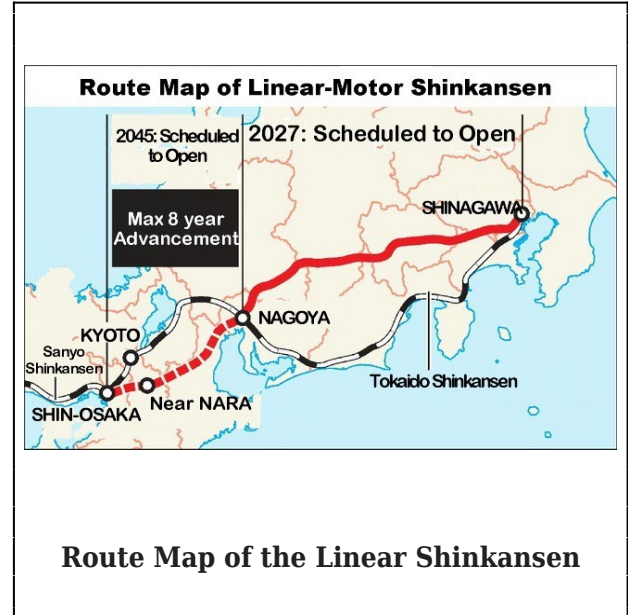 Route Map of Linear-Motor Shinkansen
2045: Scheduled
to Open
2027: Scheduled to Open
Max 8 year
Advancement
SHINAGAWA
NAGOYA
KYOTO
Sanyo
Shinkansen
Tokaido Shinkansen
Near NARA
SHIN-OSAKA
Route Map of the Linear Shinkansen